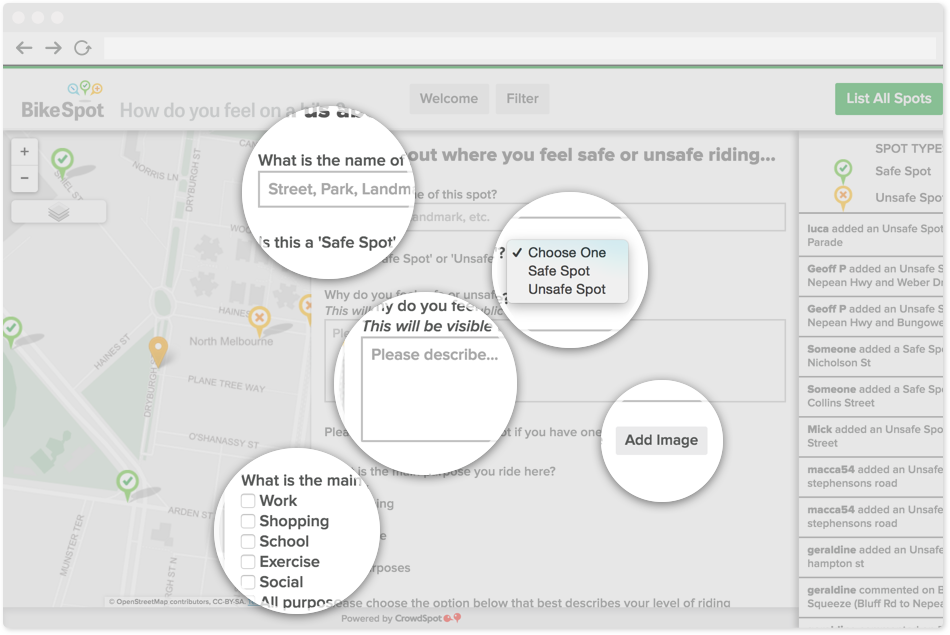 BikeSpot
How do you feel on a
Welcome
Filter
List All Spots
us ab
out where you feel safe or unsafe riding...
What is the name of
e of this spot?
Street, Park, Landm
andmark, etc.
Is this a 'Safe Spot'
afe Spot' or 'Unsafe
?
✓ Choose One
Safe Spot
Unsafe Spot
Why do you feel
This will be visible
Please describe...
Why do you fe
This will
Plea
t if you have one
Add Image
is the main purpose you ride here?
What is the main
Work
Shopping
School
Exercise
Social
All purpos
ing
e
poses
ease choose the option below that best describes your level of riding
Powered by CrowdSpot
+
−
NORRIS LN
DRYBURGH ST
SHIEL ST
HAINES
HAINES ST
North Melbourne
DRYBURGH
PLANE TREE WAY
O'SHANASSY ST
ARDEN ST
MUNSTER TER
© OpenStreetMap contributors, CC-BY-SA
SPOT TYPE
Safe Spot
Unsafe Spo
luca added an Unsafe Spot
Parade
Geoff P added an Unsafe S
Nepean Hwy and Weber D
Geoff P added an Unsafe S
Nepean Hwy and Bungowe
Someone added a Safe Spo
Nicholson St
Someone added a Safe Spo
Collins Street
Mick added an Unsafe Spot
Street
macca54 added an Unsafe
stephensons road
macca54 added an Unsafe
stephensons road
geraldine added an Unsafe
hampton st
geraldine commented on B
Squeeze (Bluff Rd to Nepea